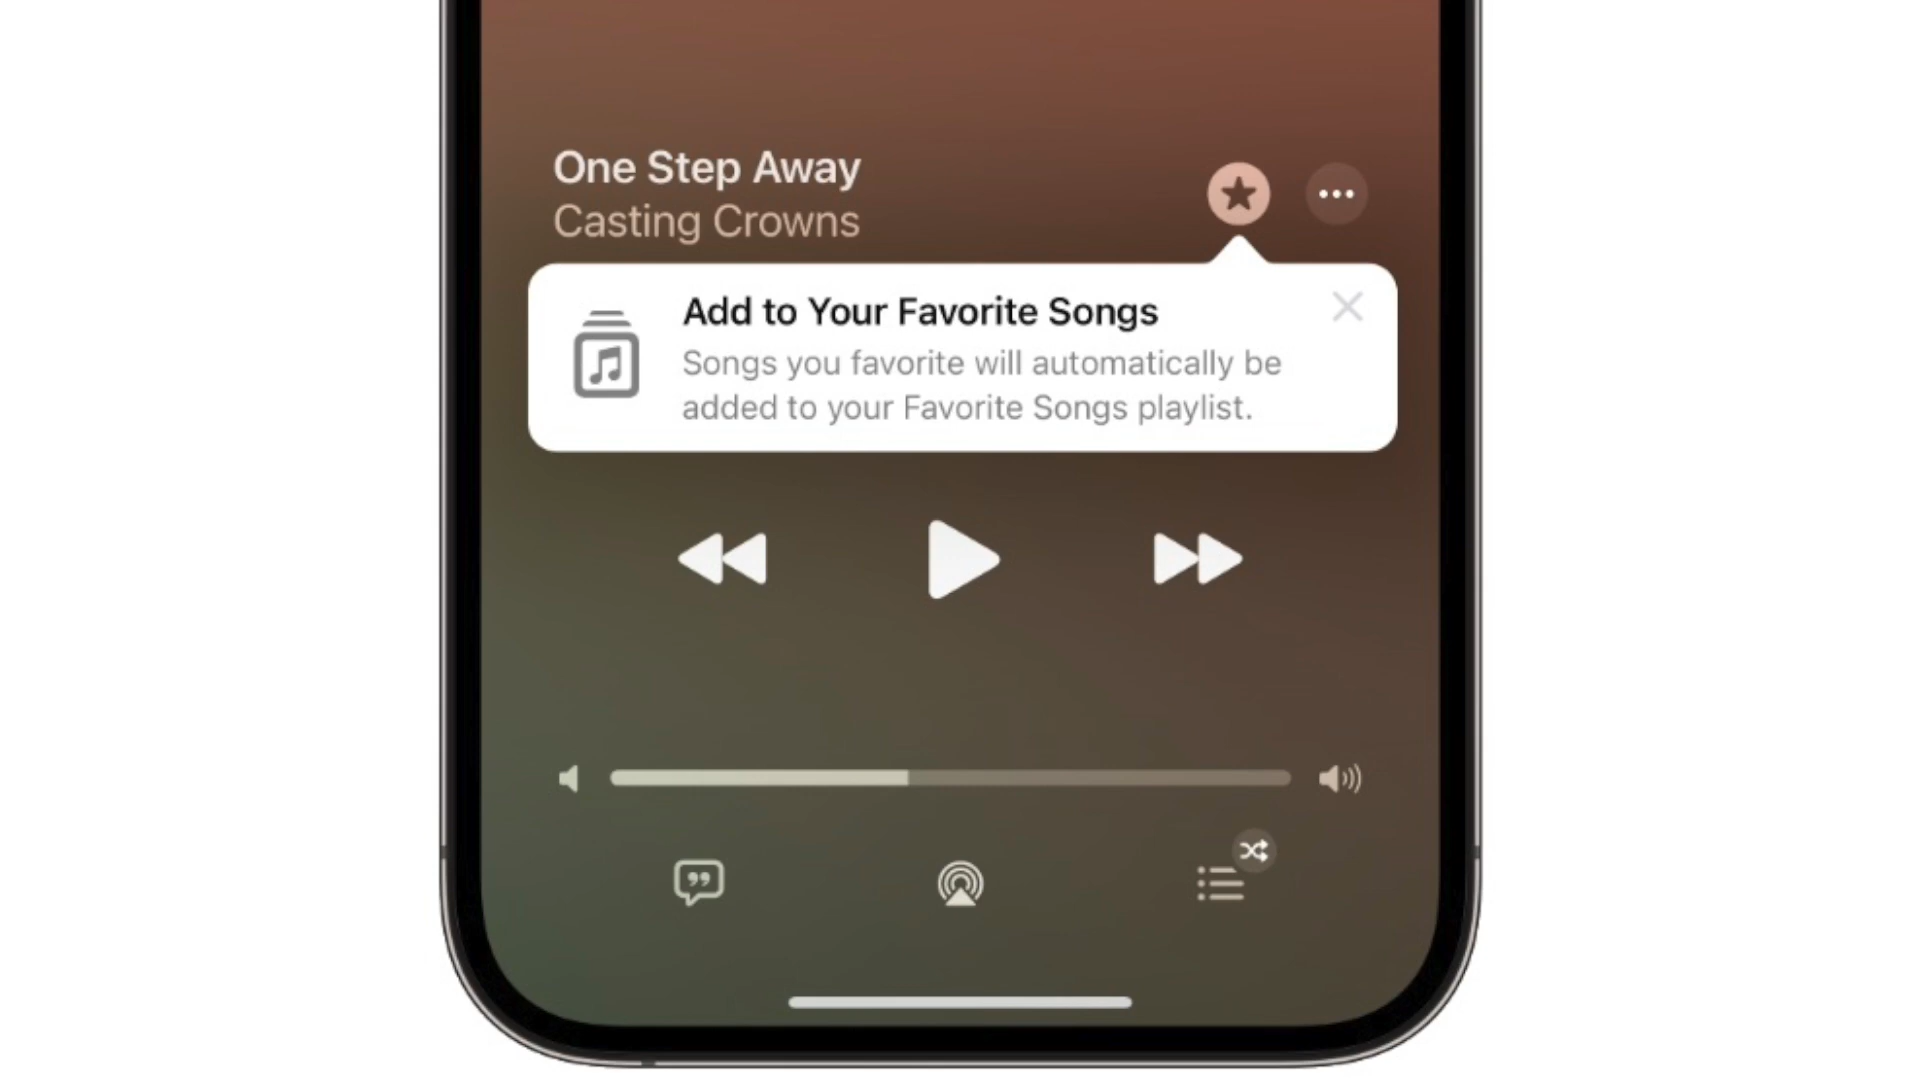 One Step Away
Casting Crowns
Add to Your Favorite Songs
Songs you favorite will automatically be
added to your Favorite Songs playlist.